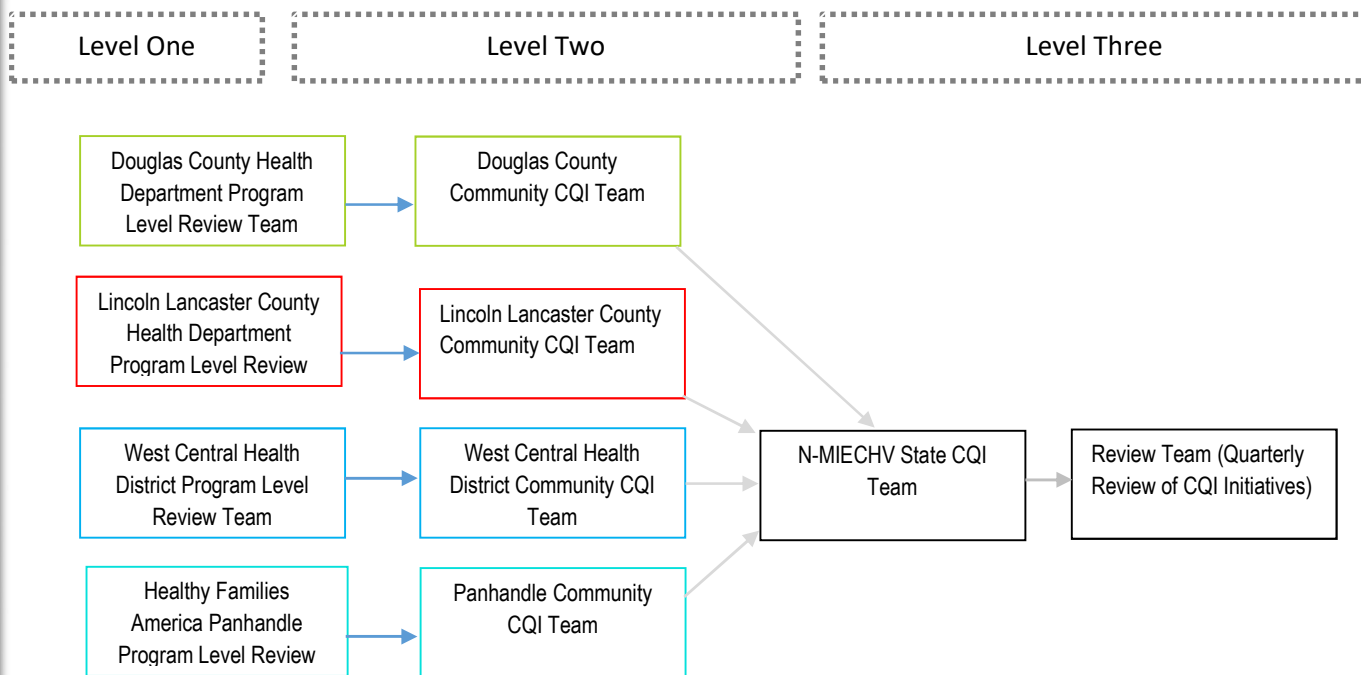 Level One
Level Two
Level Three
Douglas County Health
Department Program
Level Review Team
Douglas County
Community CQI Team
Lincoln Lancaster County
Health Department
Program Level Review
Lincoln Lancaster County
Community CQI Team
West Central Health
District Program Level
Review Team
West Central Health
District Community CQI
Team
N-MIECHV State CQI
Team
Review Team (Quarterly
Review of CQI Initiatives)
Healthy Families
America Panhandle
Program Level Review
Panhandle Community
CQI Team